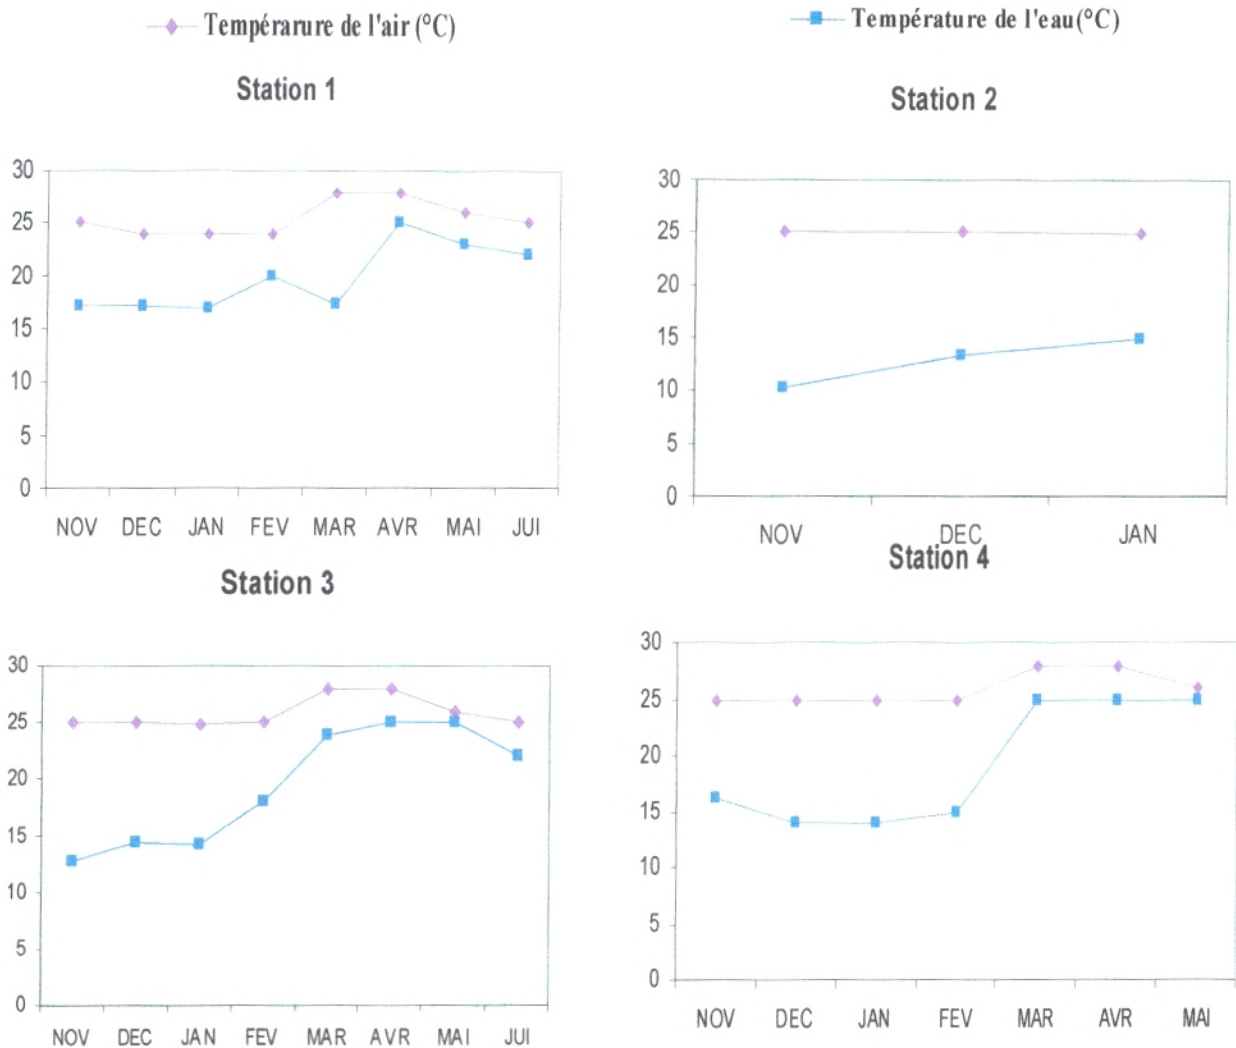 Tempérarure de l'air (°C)
Température de l'eau(°C)
Station 1
30
25
20
15
10
5
0
NOV DEC JAN FEV MAR AVR MAI JUI
Station 2
30
25
20
15
10
5
0
NOV DEC JAN
Station 3
30
25
20
15
10
5
0
NOV DEC JAN FEV MAR AVR MAI JUI
Station 4
30
25
20
15
10
5
0
NOV DEC JAN FEV MAR AVR MAI